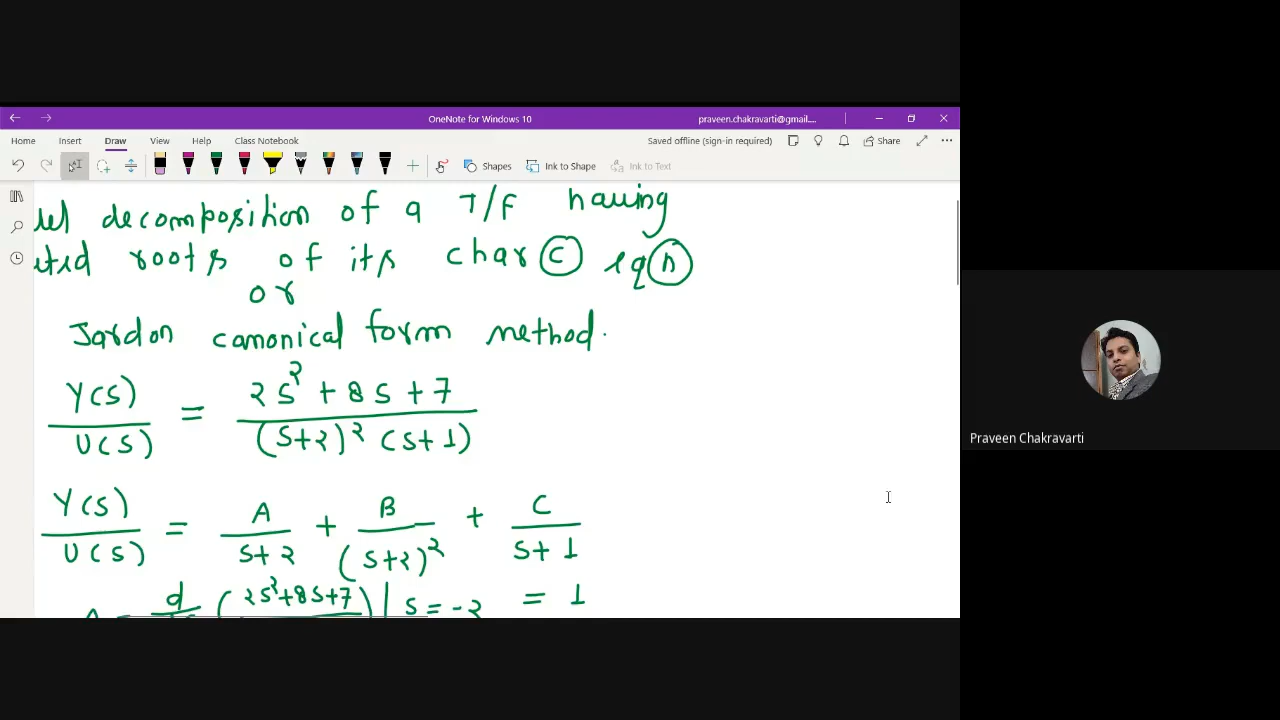 OneNote for Windows 10
praveen.chakravarti@gmail....
Home Insert Draw View Help Class Notebook
Saved offline (sign-in required)
Share
Shapes Ink to Shape Ink to Text
decomposition of a T/F having
roots of its char(c) eq(n)
or
Jordon canonical form method.
Y(S)/U(S) = 2s²+8s+7/(s+2)²(s+1)
Y(S)/U(S) = A/s+2 + B/(s+2)² + C/s+1
d (2s²+8s+7)|s=-2 = 1
Praveen Chakravarti